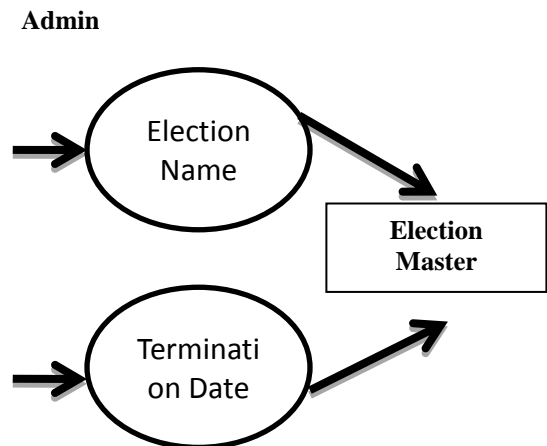 Admin
Election
Name
Election
Master
Terminati
on Date